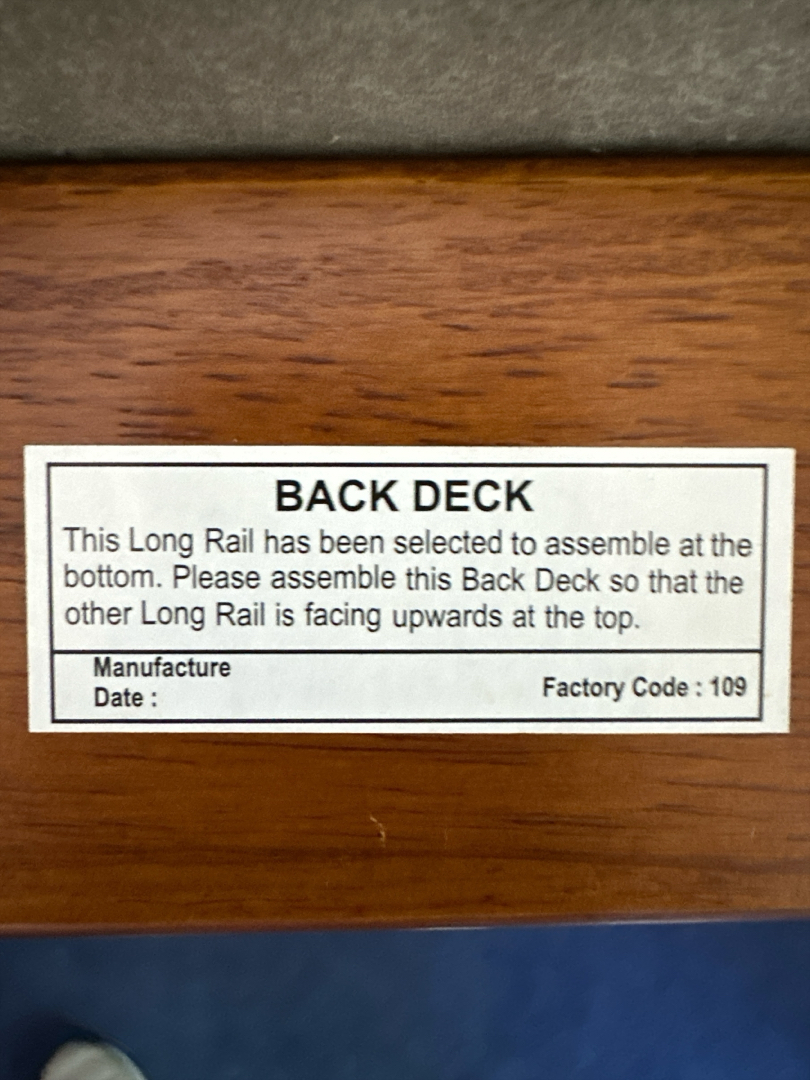 BACK DECK
This Long Rail has been selected to assemble at the
bottom. Please assemble this Back Deck so that the
other Long Rail is facing upwards at the top.
Manufacture
Date :
Factory Code : 109